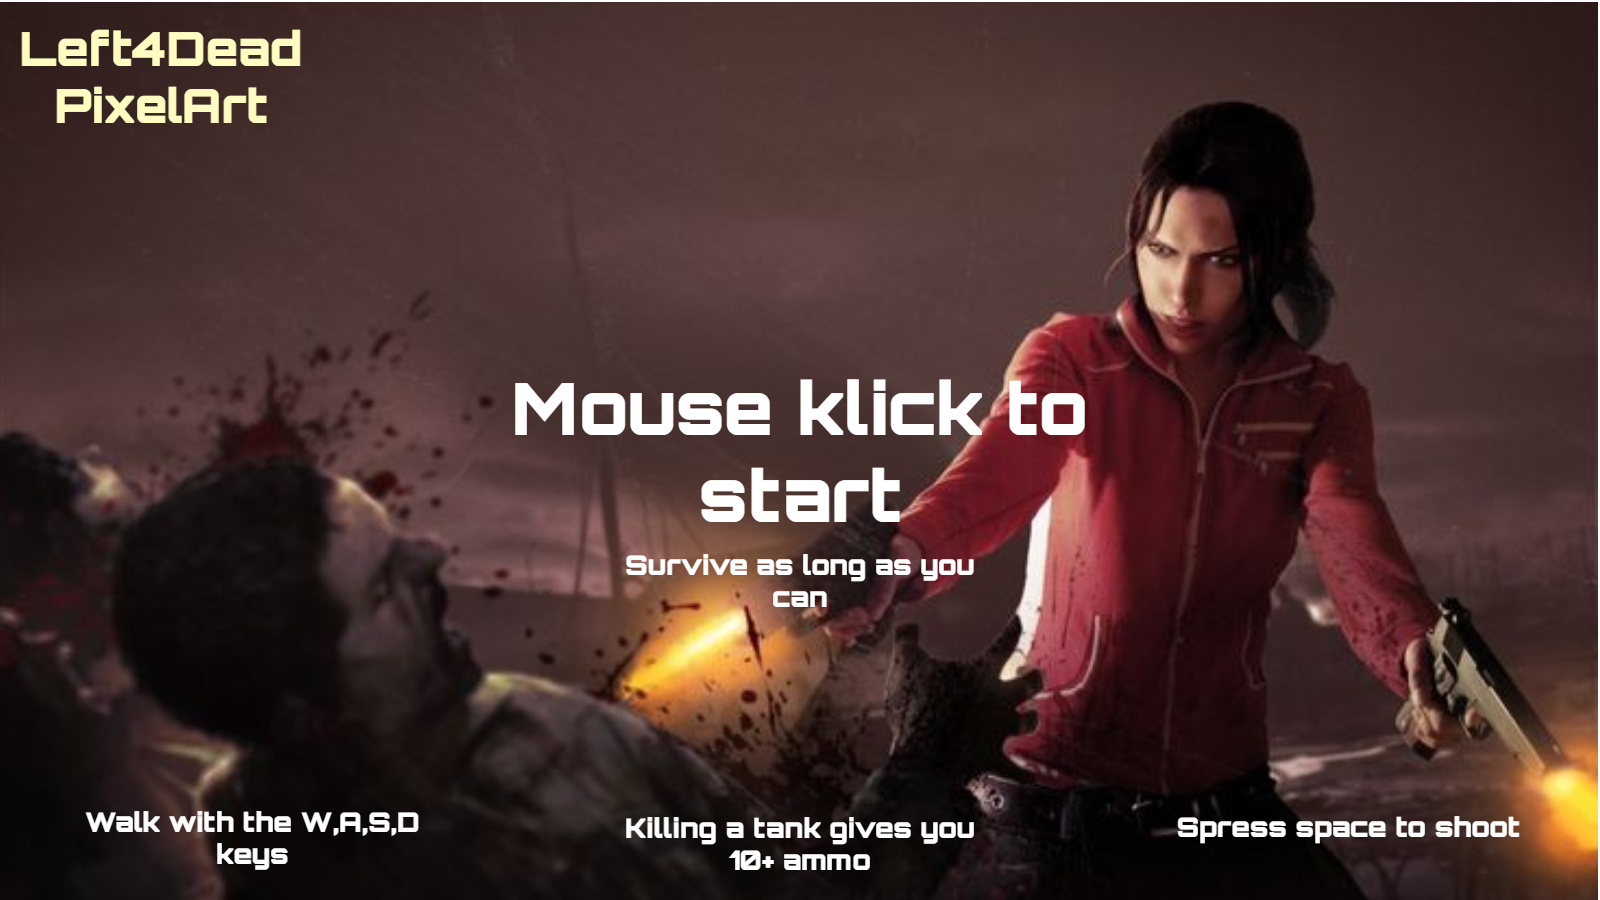 Left4Dead
PixelArt
Mouse klick to
start
Survive as long as you
can
Walk with the W,A,S,D
keys
Killing a tank gives you
10+ ammo
Spress space to shoot